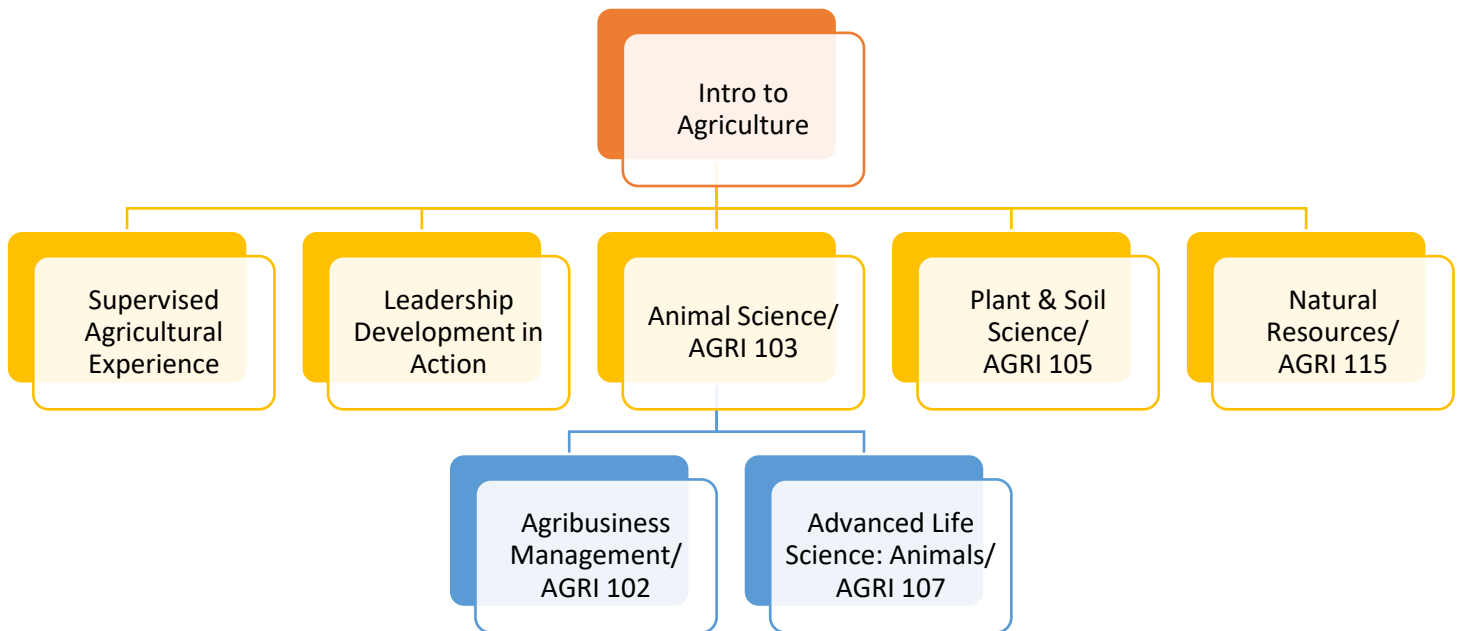 Intro to
Agriculture
Supervised
Agricultural
Experience
Leadership
Development in
Action
Animal Science/
AGRI 103
Plant & Soil
Science/
AGRI 105
Natural
Resources/
AGRI 115
Agribusiness
Management/
AGRI 102
Advanced Life
Science: Animals/
AGRI 107